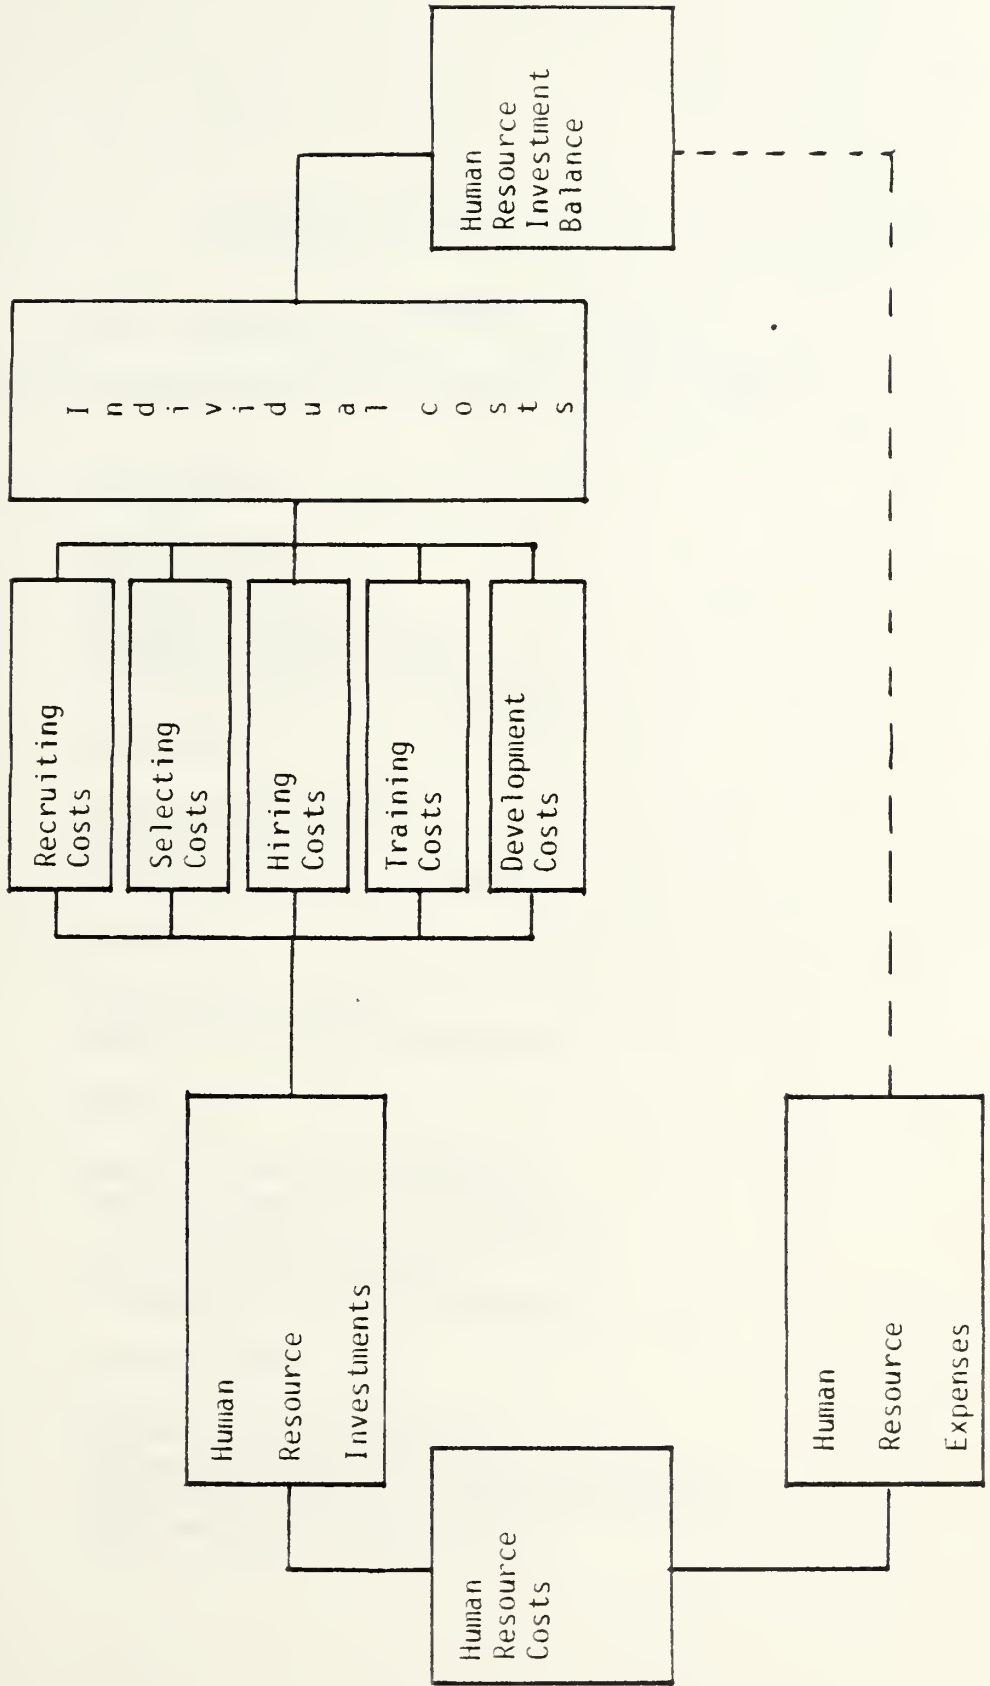 Human
Resource
Costs
Human
Resource
Investments
Human
Resource
Expenses
Recruiting
Costs
Selecting
Costs
Hiring
Costs
Training
Costs
Development
Costs
Individual costs
Human
Resource
Investment
Balance